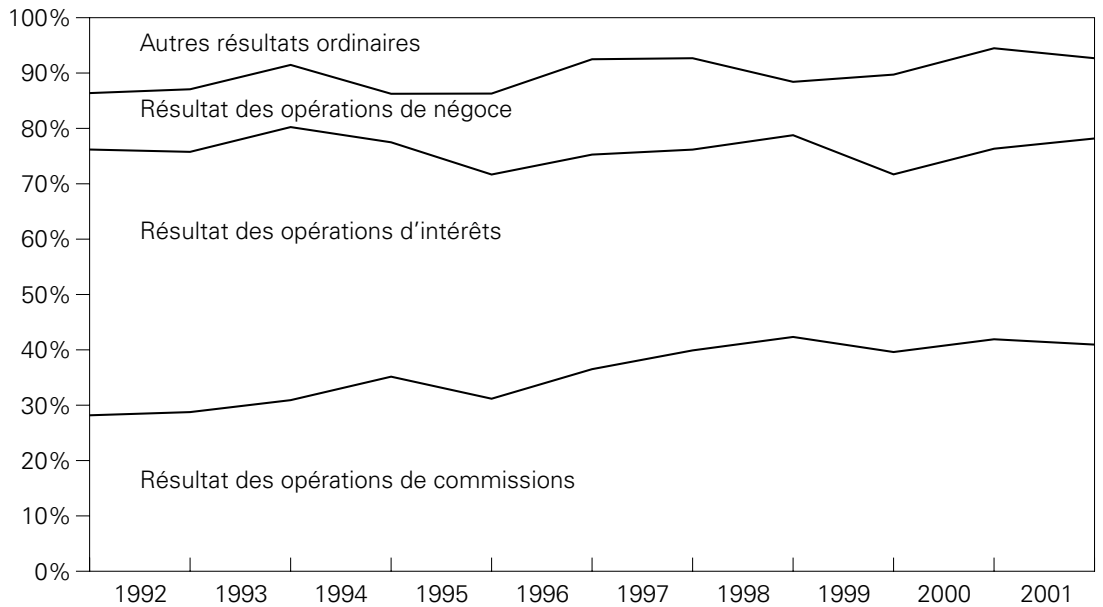 100%
Autres résultats ordinaires
90%
Résultat des opérations de négoce
80%
70%
Résultat des opérations d'intérêts
60%
50%
40%
30%
20%
Résultat des opérations de commissions
10%
0%
1992 1993 1994 1995 1996 1997 1998 1999 2000 2001